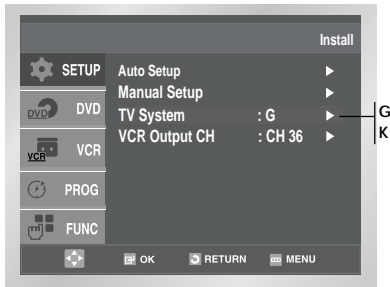 Install
SETUP
Auto Setup
Manual Setup
DVD DVD
TV System : G
G
K
VCR Output CH : CH 36
VCR VCR
PROG
FUNC
OK RETURN MENU